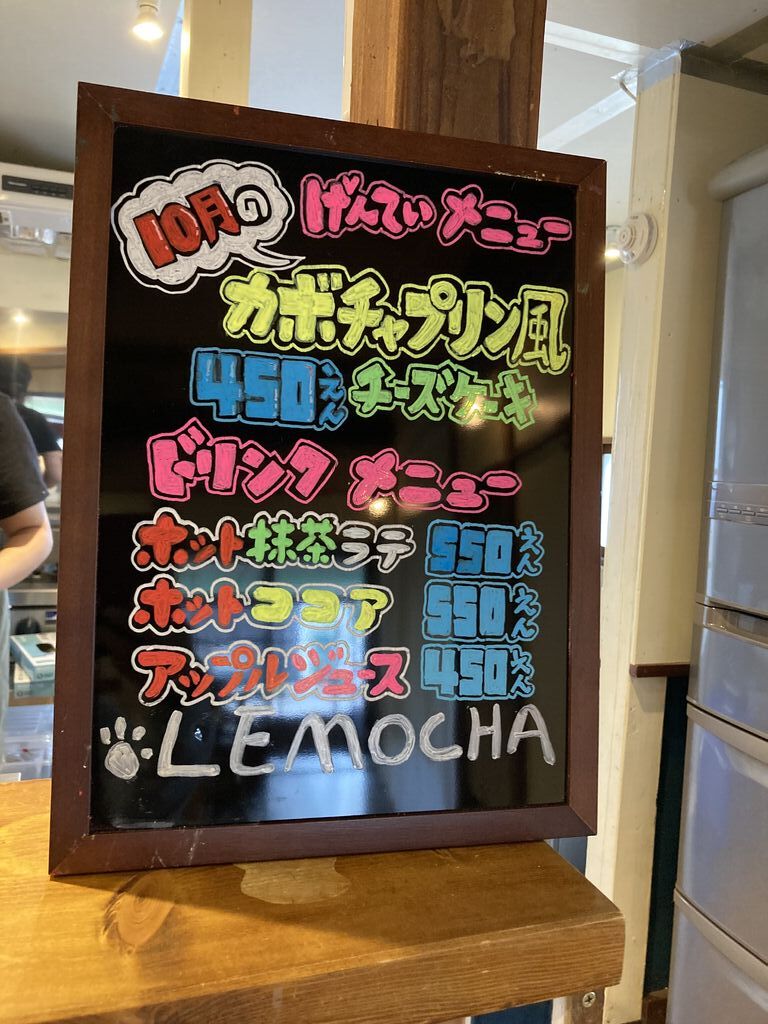 10月の げんてい メニュー
カボチャプリン風
450えん チーズケーキ
ドリンク メニュー
ホット抹茶ラテ 550えん
ホットココア 550えん
アップルジュース 450えん
LĒMOCHA